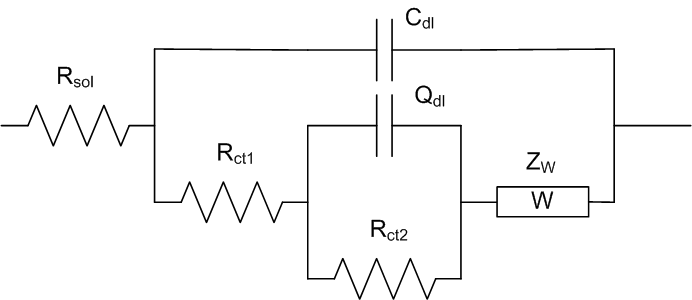 C_dl
R_sol
Q_dl
R_ct1
Z_W
W
R_ct2